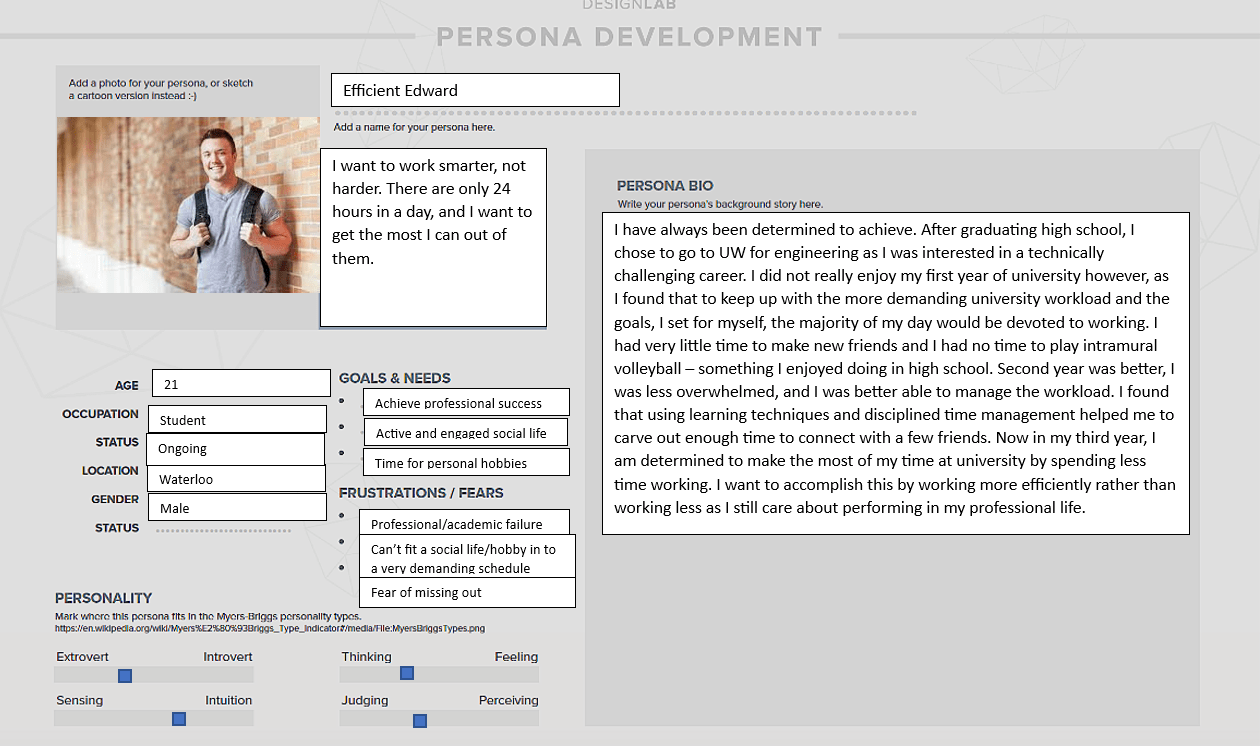 DESIGNLAB
PERSONA DEVELOPMENT
Add a photo for your persona, or sketch
a cartoon version instead :-)
Efficient Edward
Add a name for your persona here.
I want to work smarter, not
harder. There are only 24
hours in a day, and I want to
get the most I can out of
them.
PERSONA BIO
Write your persona's background story here.
I have always been determined to achieve. After graduating high school, I
chose to go to UW for engineering as I was interested in a technically
challenging career. I did not really enjoy my first year of university however, as
I found that to keep up with the more demanding university workload and the
goals, I set for myself, the majority of my day would be devoted to working. I
had very little time to make new friends and I had no time to play intramural
volleyball – something I enjoyed doing in high school. Second year was better, I
was less overwhelmed, and I was better able to manage the workload. I found
that using learning techniques and disciplined time management helped me to
carve out enough time to connect with a few friends. Now in my third year, I
am determined to make the most of my time at university by spending less
time working. I want to accomplish this by working more efficiently rather than
working less as I still care about performing in my professional life.
AGE 21
OCCUPATION Student
STATUS Ongoing
LOCATION Waterloo
GENDER Male
STATUS
GOALS & NEEDS
Achieve professional success
Active and engaged social life
Time for personal hobbies
FRUSTRATIONS / FEARS
Professional/academic failure
Can't fit a social life/hobby in to
a very demanding schedule
Fear of missing out
PERSONALITY
Mark where this persona fits in the Myers-Briggs personality types.
https://en.wikipedia.org/wiki/Myers%E2%80%93Briggs_Type_Indicator#/media/File:MyersBriggsTypes.png
Extrovert Introvert
Thinking Feeling
Sensing Intuition
Judging Perceiving